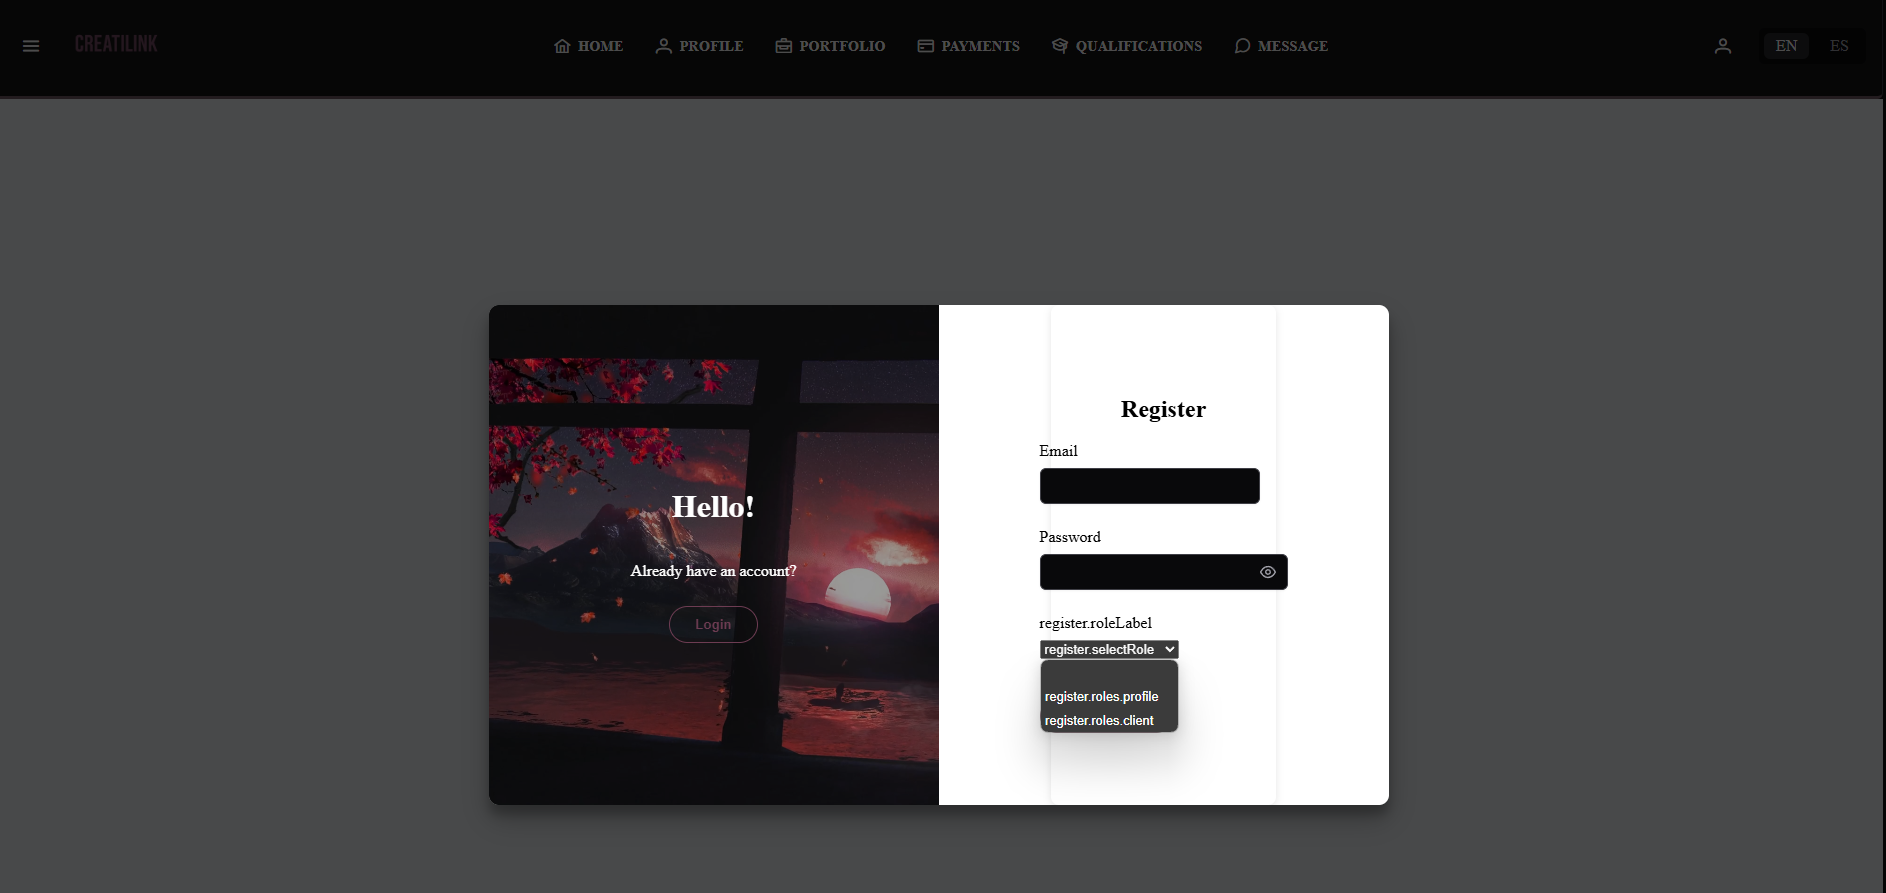 CREATILINK
HOME
PROFILE
PORTFOLIO
PAYMENTS
QUALIFICATIONS
MESSAGE
EN
ES
Hello!
Already have an account?
Login
Register
Email
Password
register.roleLabel
register.selectRole
register.roles.profile
register.roles.client